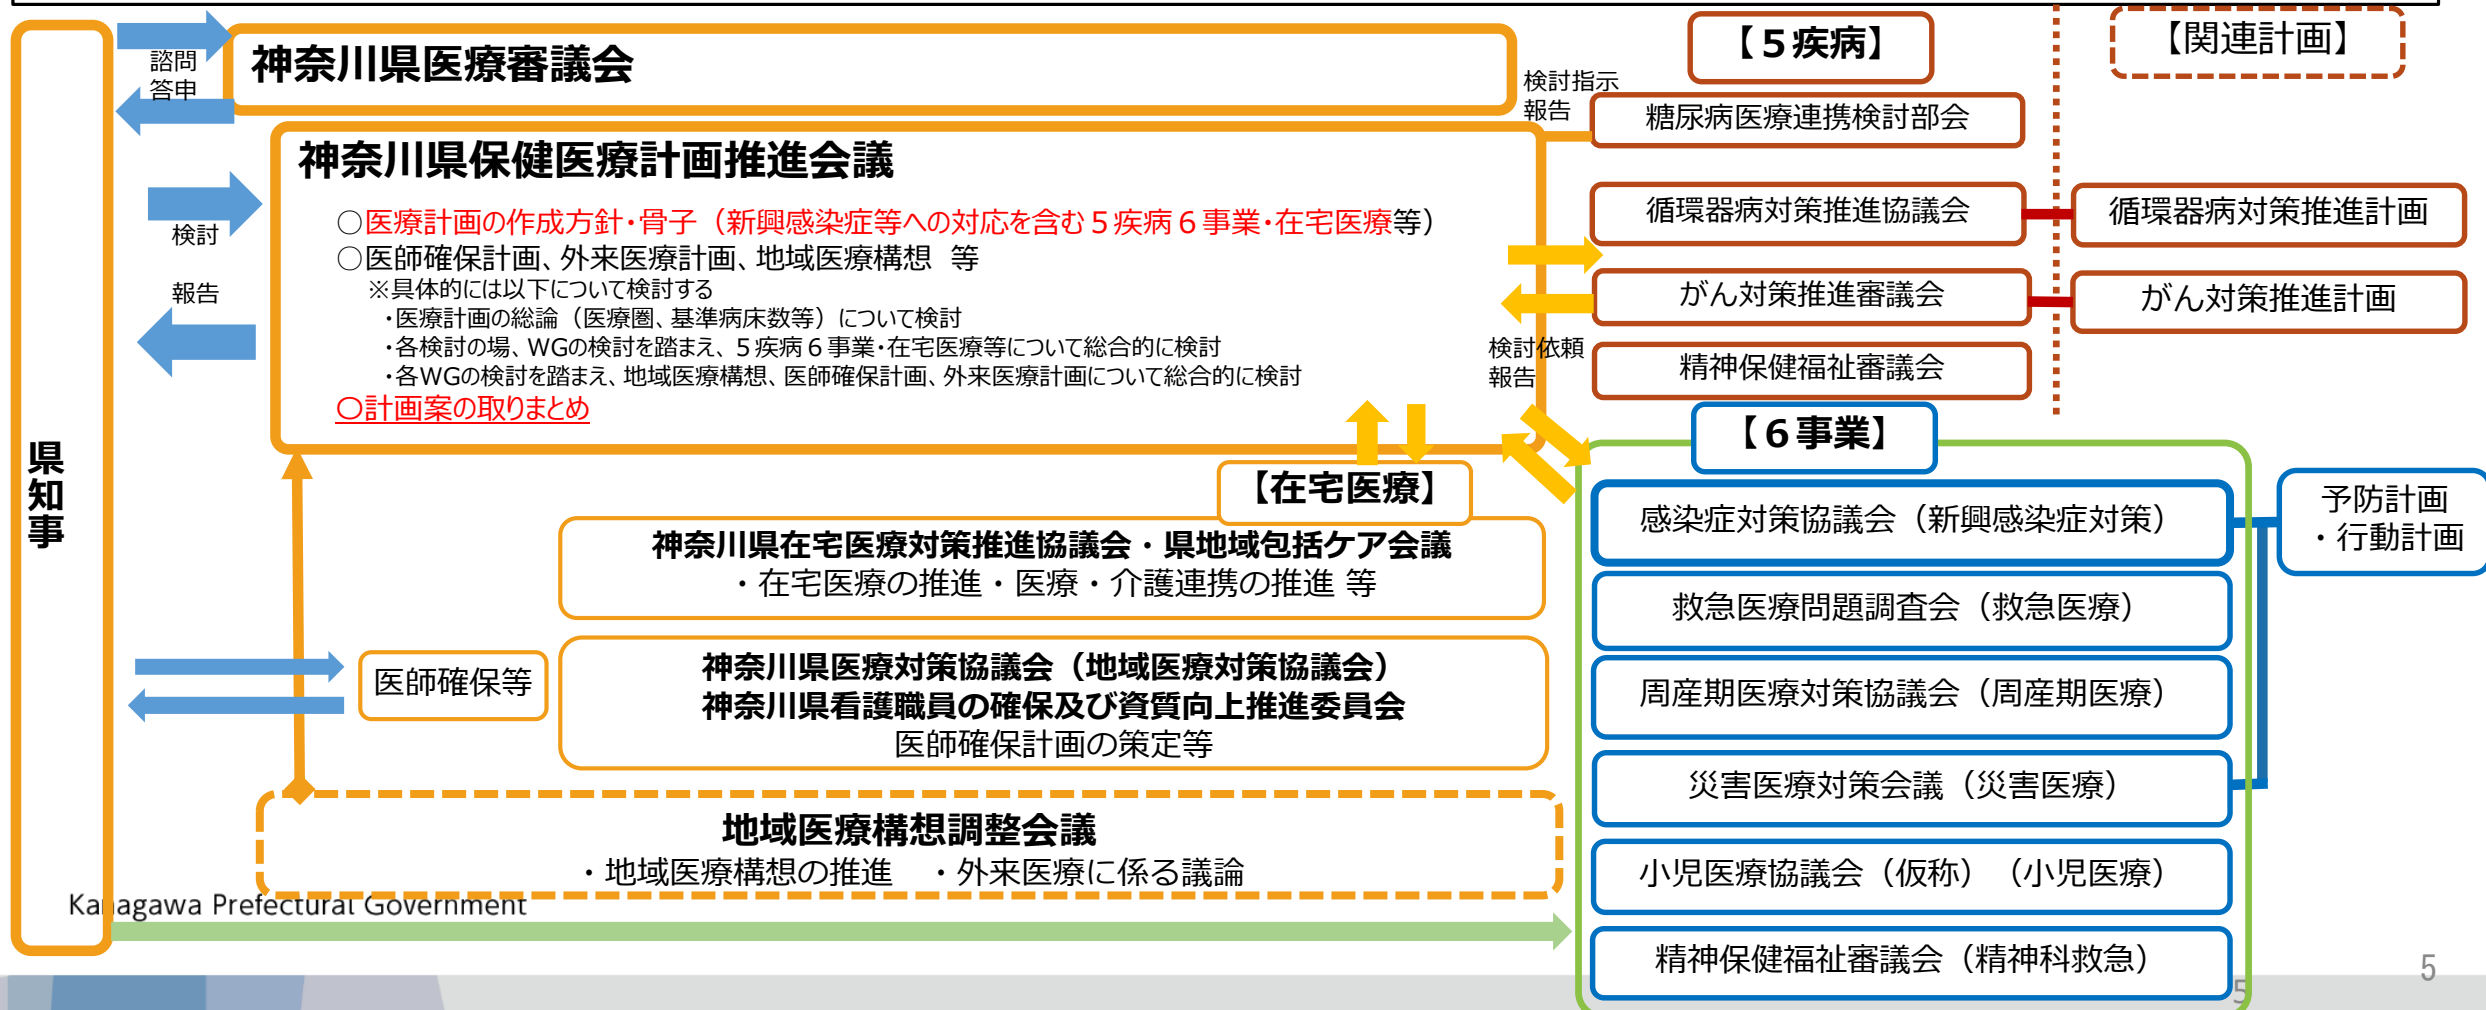 県知事
諮問
答申
神奈川県医療審議会
検討指示
報告
神奈川県保健医療計画推進会議
検討
報告
○医療計画の作成方針・骨子（新興感染症等への対応を含む５疾病６事業・在宅医療等）
○医師確保計画、外来医療計画、地域医療構想 等
※具体的には以下について検討する
・医療計画の総論（医療圏、基準病床数等）について検討
・各検討の場、WGの検討を踏まえ、５疾病６事業・在宅医療等について総合的に検討
・各WGの検討を踏まえ、地域医療構想、医師確保計画、外来医療計画について総合的に検討
○計画案の取りまとめ
検討依頼
報告
【５疾病】
糖尿病医療連携検討部会
循環器病対策推進協議会
がん対策推進審議会
精神保健福祉審議会
【関連計画】
循環器病対策推進計画
がん対策推進計画
【在宅医療】
神奈川県在宅医療対策推進協議会・県地域包括ケア会議
・在宅医療の推進・医療・介護連携の推進 等
医師確保等
神奈川県医療対策協議会（地域医療対策協議会）
神奈川県看護職員の確保及び資質向上推進委員会
医師確保計画の策定等
地域医療構想調整会議
・地域医療構想の推進　・外来医療に係る議論
【６事業】
感染症対策協議会（新興感染症対策）
救急医療問題調査会（救急医療）
周産期医療対策協議会（周産期医療）
災害医療対策会議（災害医療）
小児医療協議会（仮称）（小児医療）
精神保健福祉審議会（精神科救急）
予防計画
・行動計画
Kanagawa Prefectural Government
5
5